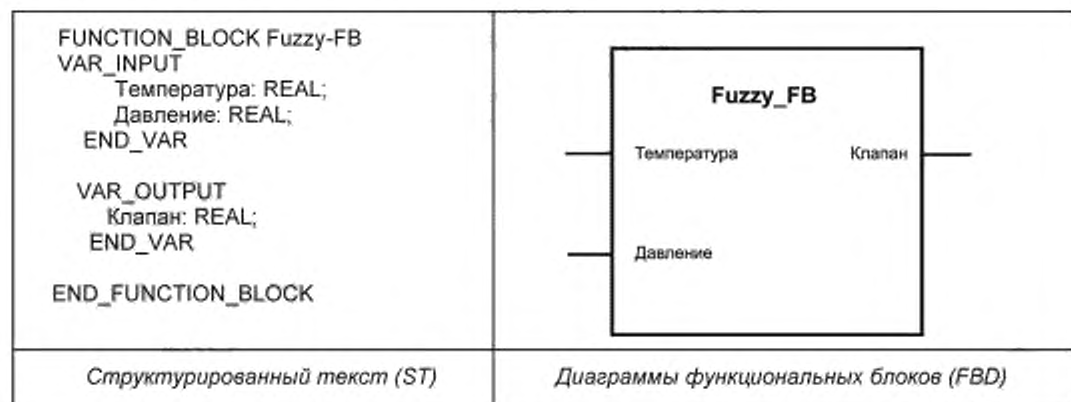 FUNCTION_BLOCK Fuzzy-FB
VAR_INPUT
Температура: REAL;
Давление: REAL;
END_VAR
VAR_OUTPUT
Клапан: REAL;
END_VAR
END_FUNCTION_BLOCK
Структурированный текст (ST)
Fuzzy_FB
Температура Клапан
Давление
Диаграммы функциональных блоков (FBD)